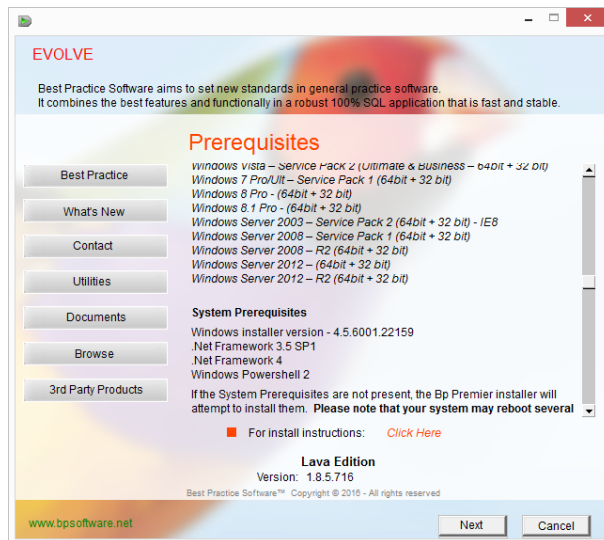 EVOLVE
Best Practice Software aims to set new standards in general practice software.
It combines the best features and functionally in a robust 100% SQL application that is fast and stable.
Prerequisites
Windows Vista – Service Pack 2 (Ultimate & Business – 64bit + 32 bit)
Windows 7 Pro/Ult – Service Pack 1 (64bit + 32 bit)
Windows 8 Pro - (64bit + 32 bit)
Windows 8.1 Pro - (64bit + 32 bit)
Windows Server 2003 – Service Pack 2 (64bit + 32 bit) - IE8
Windows Server 2008 – Service Pack 1 (64bit + 32 bit)
Windows Server 2008 – R2 (64bit + 32 bit)
Windows Server 2012 – (64bit + 32 bit)
Windows Server 2012 – R2 (64bit + 32 bit)
System Prerequisites
Windows installer version - 4.5.6001.22159
.Net Framework 3.5 SP1
.Net Framework 4
Windows Powershell 2
If the System Prerequisites are not present, the Bp Premier installer will
attempt to install them. Please note that your system may reboot several
Best Practice
What's New
Contact
Utilities
Documents
Browse
3rd Party Products
For install instructions: Click Here
Lava Edition
Version: 1.8.5.716
Best Practice Software™ Copyright © 2016 - All rights reserved
www.bpsoftware.net
Next
Cancel